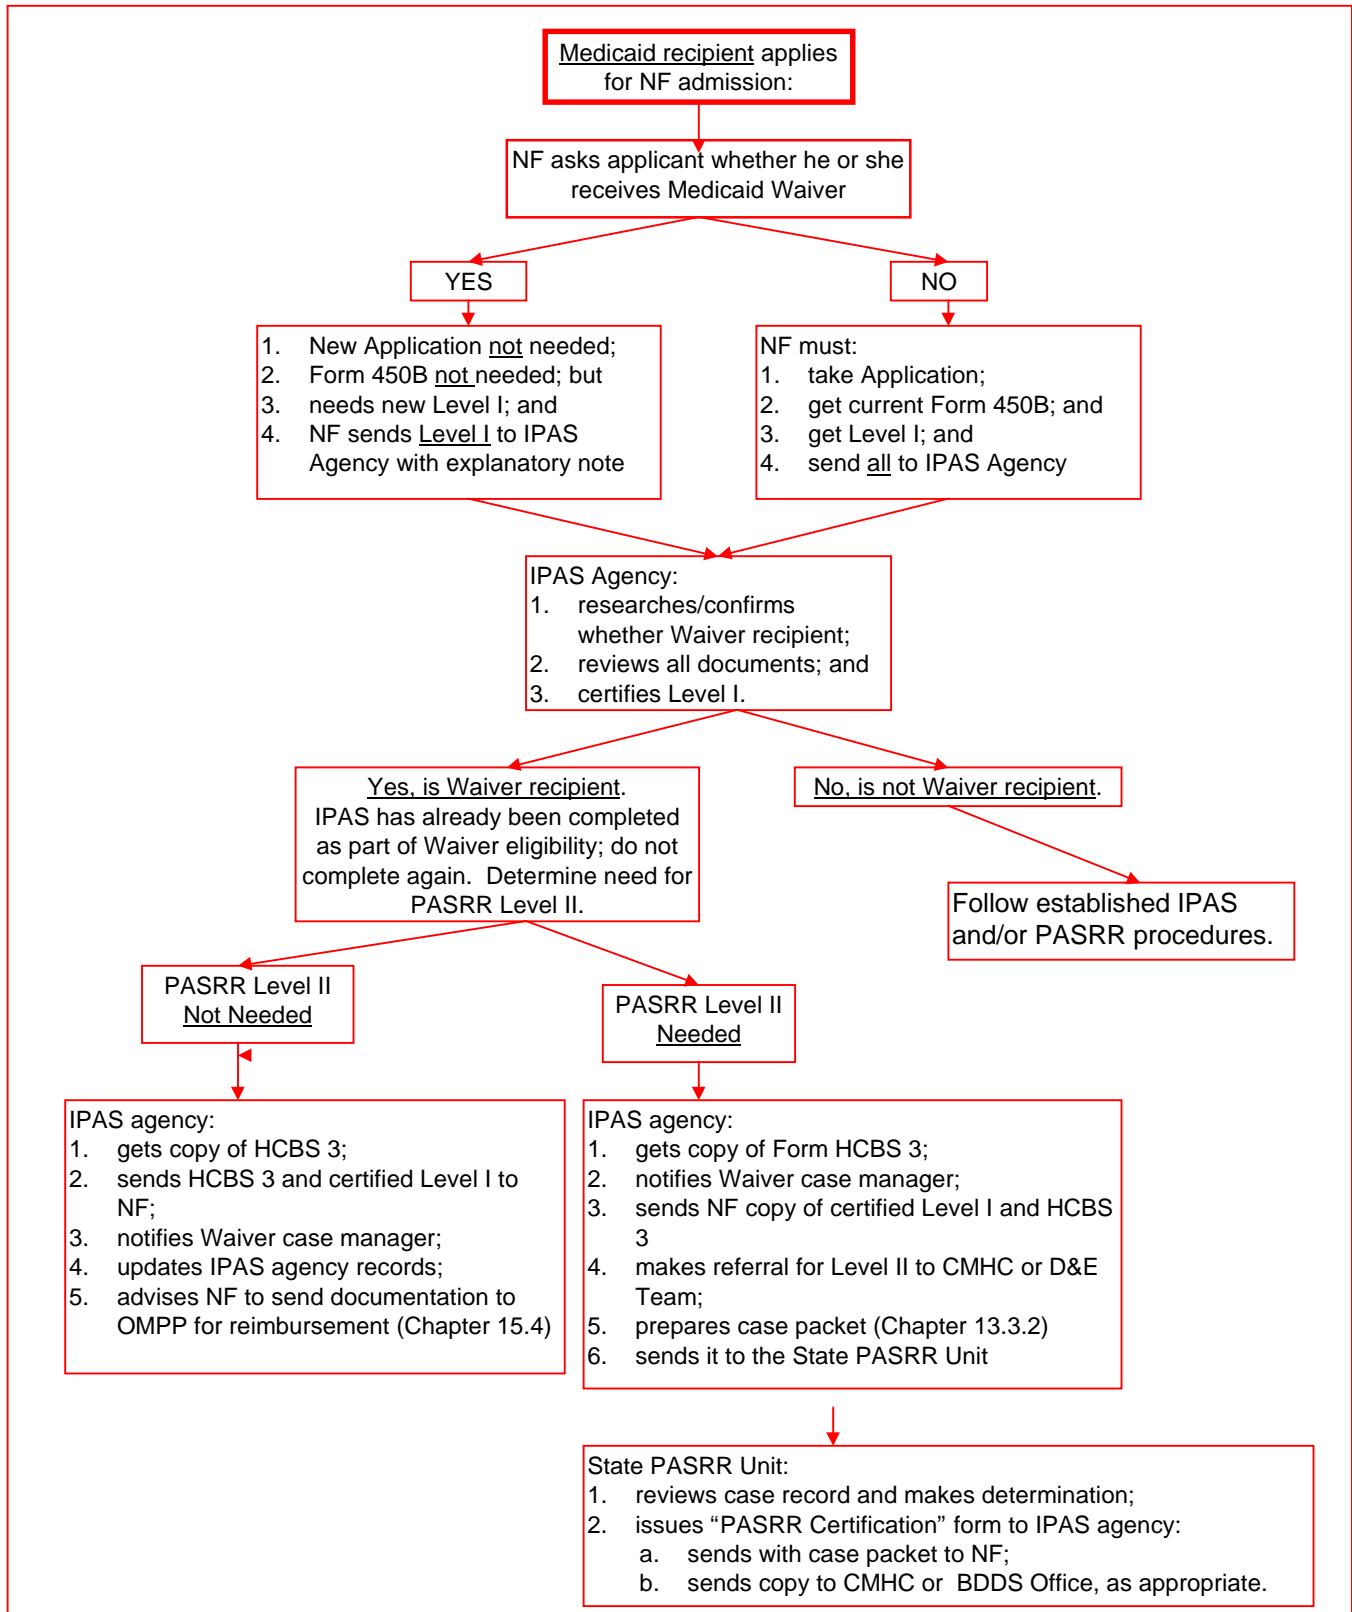 Medicaid recipient applies
for NF admission:
NF asks applicant whether he or she
receives Medicaid Waiver
YES
NO
1. New Application not needed;
2. Form 450B not needed; but
3. needs new Level I; and
4. NF sends Level I to IPAS
Agency with explanatory note
NF must:
1. take Application;
2. get current Form 450B; and
3. get Level I; and
4. send all to IPAS Agency
IPAS Agency:
1. researches/confirms
whether Waiver recipient;
2. reviews all documents; and
3. certifies Level I.
Yes, is Waiver recipient.
IPAS has already been completed
as part of Waiver eligibility; do not
complete again. Determine need for
PASRR Level II.
No, is not Waiver recipient.
Follow established IPAS
and/or PASRR procedures.
PASRR Level II
Not Needed
PASRR Level II
Needed
IPAS agency:
1. gets copy of HCBS 3;
2. sends HCBS 3 and certified Level I to
NF;
3. notifies Waiver case manager;
4. updates IPAS agency records;
5. advises NF to send documentation to
OMPP for reimbursement (Chapter 15.4)
IPAS agency:
1. gets copy of Form HCBS 3;
2. notifies Waiver case manager;
3. sends NF copy of certified Level I and HCBS
3
4. makes referral for Level II to CMHC or D&E
Team;
5. prepares case packet (Chapter 13.3.2)
6. sends it to the State PASRR Unit
State PASRR Unit:
1. reviews case record and makes determination;
2. issues “PASRR Certification” form to IPAS agency:
a. sends with case packet to NF;
b. sends copy to CMHC or BDDS Office, as appropriate.